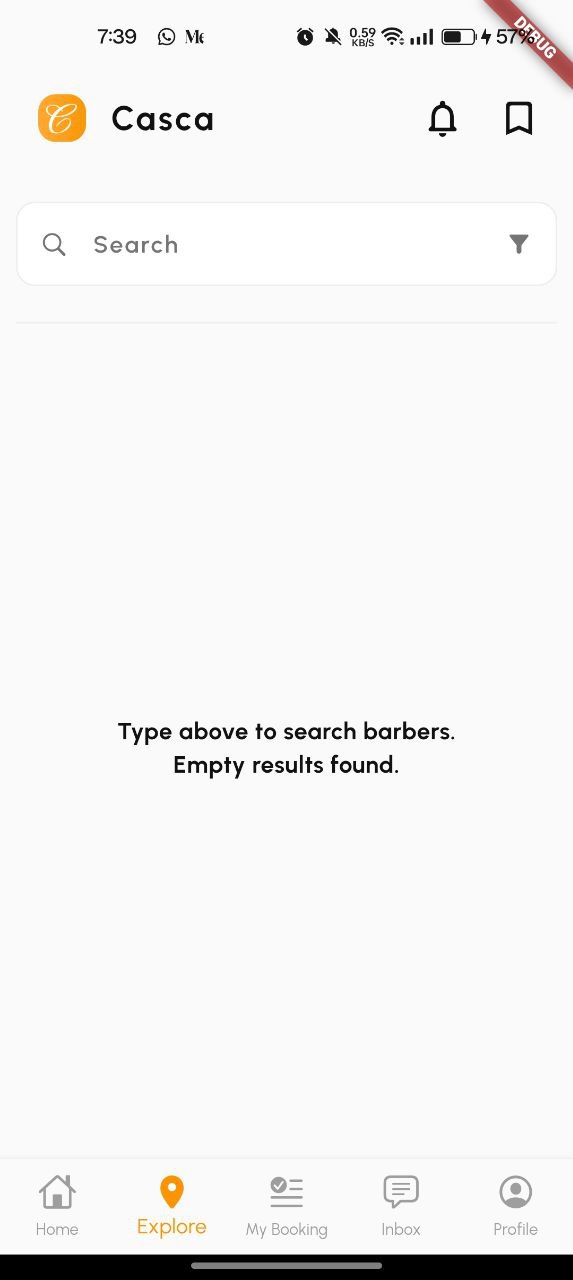 7:39
0.59
KB/S
57%
DEBUG
C
Casca
Search
Type above to search barbers.
Empty results found.
Home
Explore
My Booking
Inbox
Profile